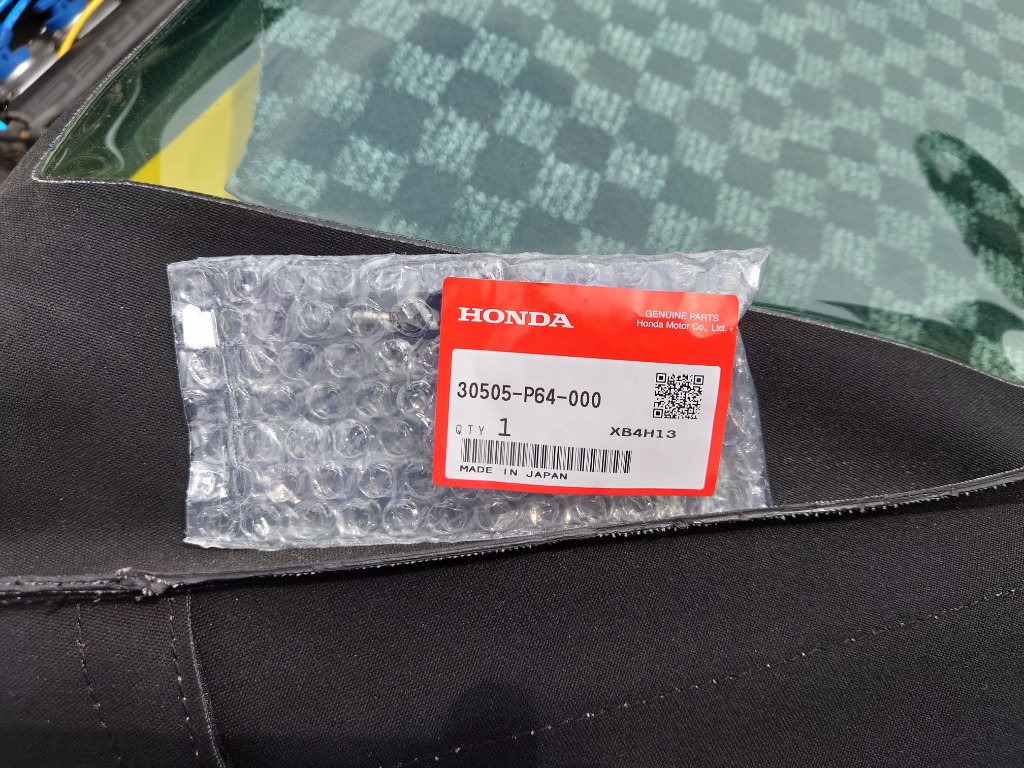 HONDA
GENUINE PARTS
Honda Motor Co., Ltd.
30505-P64-000
QTY 1
XB4H13
MADE IN JAPAN